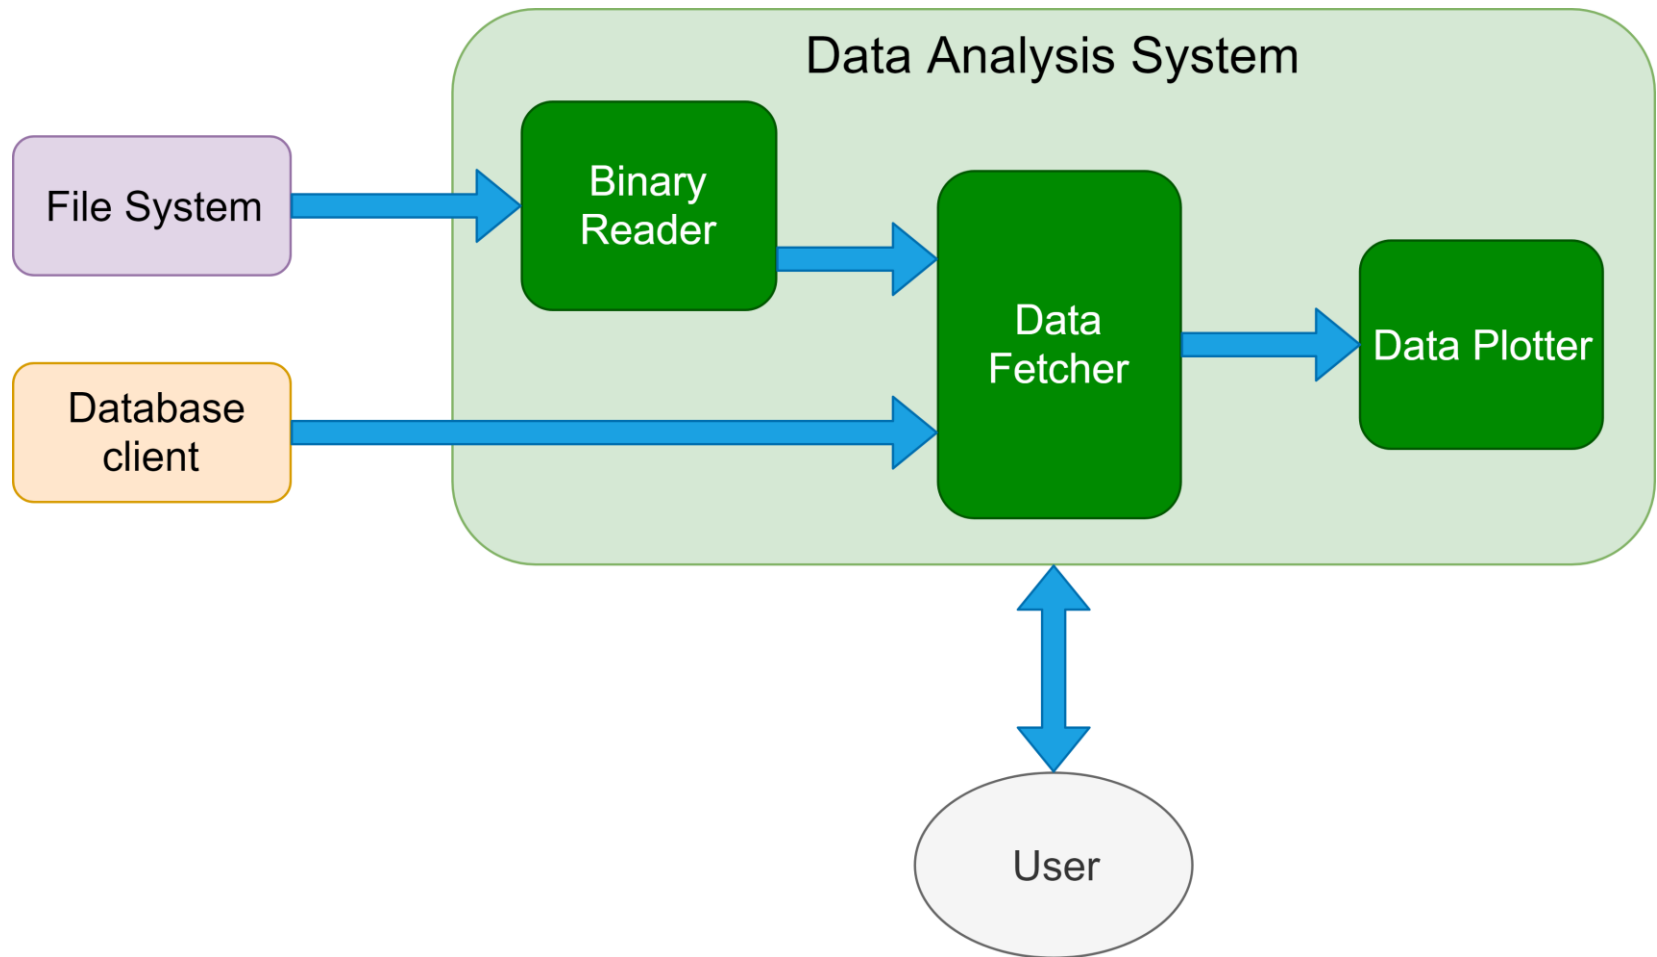 Data Analysis System
File System
Binary
Reader
Data
Fetcher
Data Plotter
Database
client
User